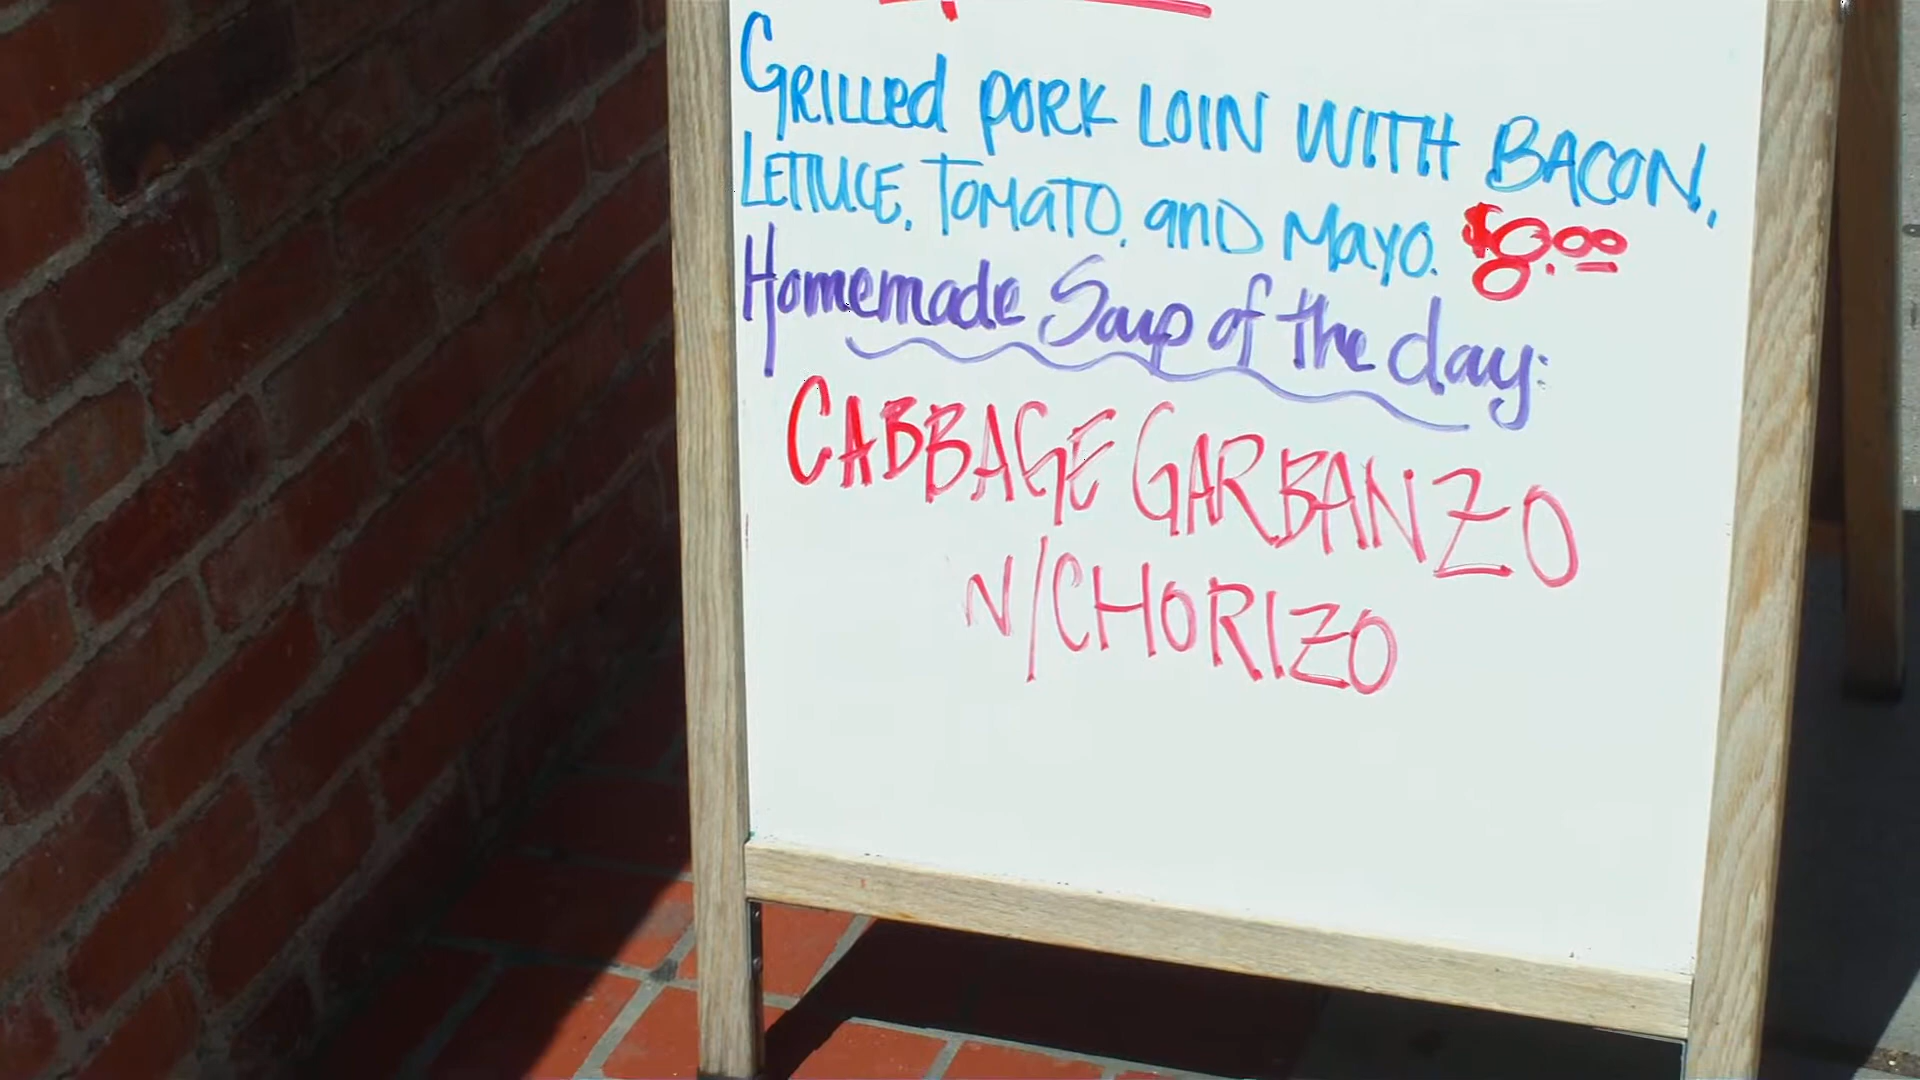 Grilled pork loin with bacon,
Lettuce, tomato, and mayo. $8.00
Homemade Soup of the day:
CABBAGE GARBANZO
W/CHORIZO